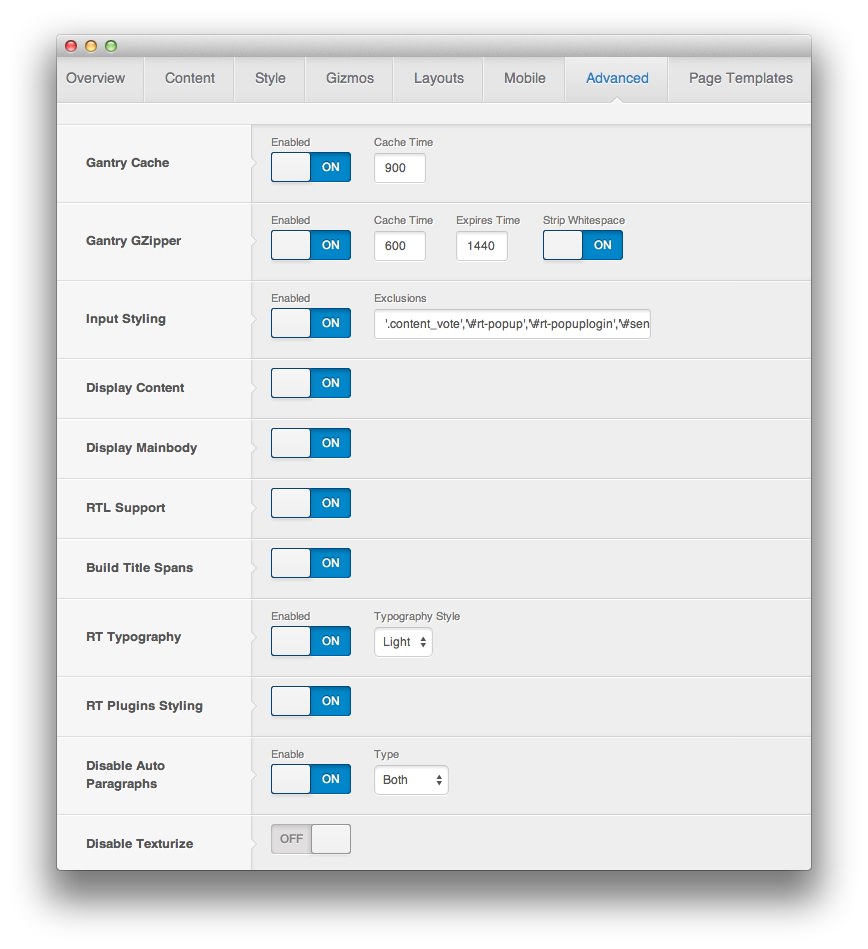 Overview Content Style Gizmos Layouts Mobile Advanced Page Templates
Enabled Cache Time
Gantry Cache ON 900
Enabled Cache Time Expires Time Strip Whitespace
Gantry GZipper ON 600 1440 ON
Enabled Exclusions
Input Styling ON '.content_vote','\#rt-popup','\#rt-popuplogin','\#sen
Display Content ON
Display Mainbody ON
RTL Support ON
Build Title Spans ON
Enabled Typography Style
RT Typography ON Light
RT Plugins Styling ON
Enable Type
Disable Auto
Paragraphs ON Both
Disable Texturize OFF